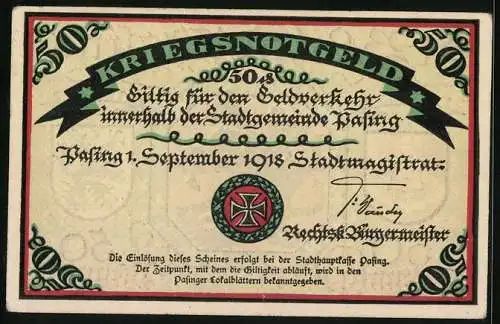 50 50
KRIEGSNOTGELD
50 ₰
Giltig für den Geldverkehr
innerhalb der Stadtgemeinde Pasing
Pasing 1. September 1918 Stadtmagistrat:
Rechtsk. Bürgermeister
Die Einlösung dieses Scheines erfolgt bei der Stadthauptkasse Pasing.
Der Zeitpunkt, mit dem die Giltigkeit abläuft, wird in den
Pasinger Lokalblättern bekanntgegeben.
50 50